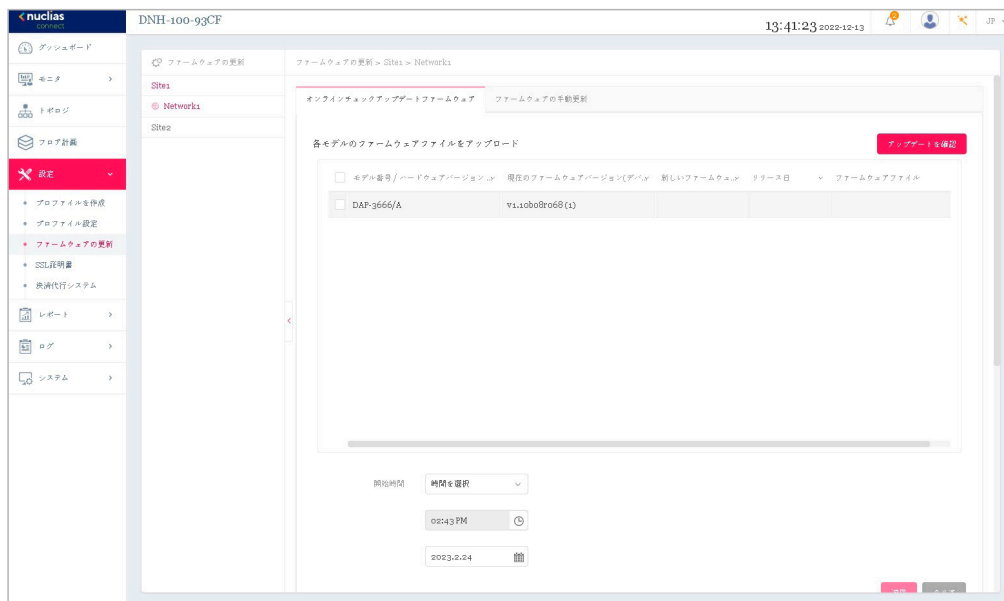 nuclias
connect
DNH-100-93CF
13:41:23 2022-12-13
2
JP
ダッシュボード
モニタ
トポロジ
フロア計画
設定
プロファイルを作成
プロファイル設定
ファームウェアの更新
SSL証明書
決済代行システム
レポート
ログ
システム
ファームウェアの更新
Site1
Network1
Site2
ファームウェアの更新 > Site1 > Network1
オンラインチェックアップデートファームウェア ファームウェアの手動更新
各モデルのファームウェアファイルをアップロード
アップデートを確認
モデル番号/ハードウェアバージョン.. 現在のファームウェアバージョン(デバ.. 新しいファームウェ.. リリース日 ファームウェアファイル
DAP-3666/A v1.10b08r068(1)
開始時間 時間を選択
02:43 PM
2023.2.24